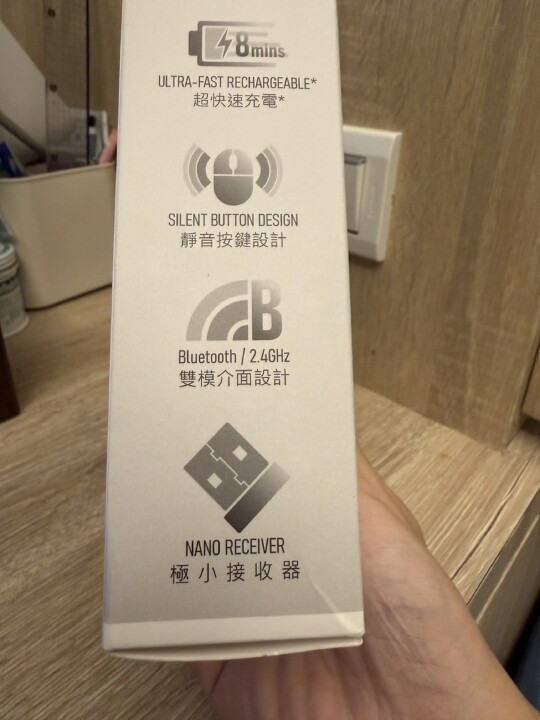 8mins
ULTRA-FAST RECHARGEABLE*
超快速充電*
SILENT BUTTON DESIGN
靜音按鍵設計
B
Bluetooth / 2.4GHz
雙模介面設計
NANO RECEIVER
極小接收器